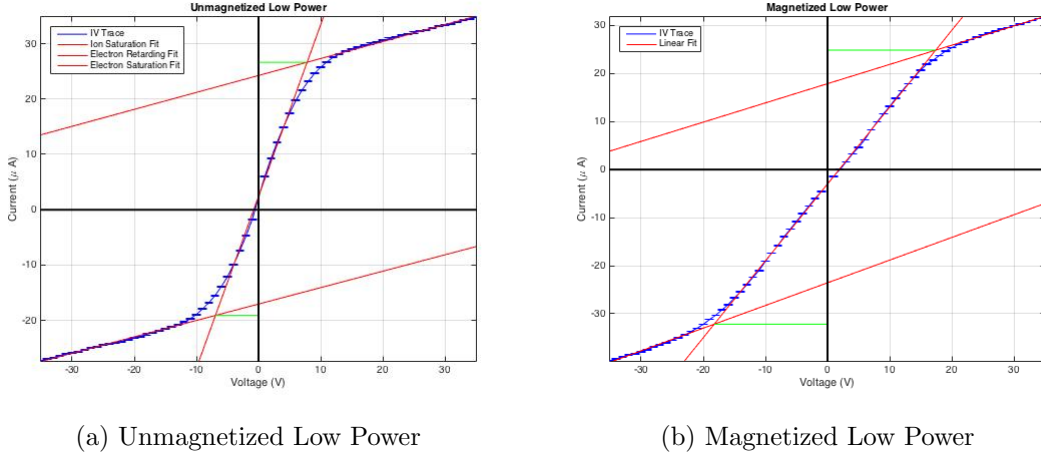 Unmagnetized Low Power
IV Trace
Ion Saturation Fit
Electron Retarding Fit
Electron Saturation Fit
Current (μ A)
30
20
10
0
-10
-20
-30 -20 -10 0 10 20 30
Voltage (V)
(a) Unmagnetized Low Power
Magnetized Low Power
IV Trace
Linear Fit
Current (μ A)
30
20
10
0
-10
-20
-30
-30 -20 -10 0 10 20 30
Voltage (V)
(b) Magnetized Low Power